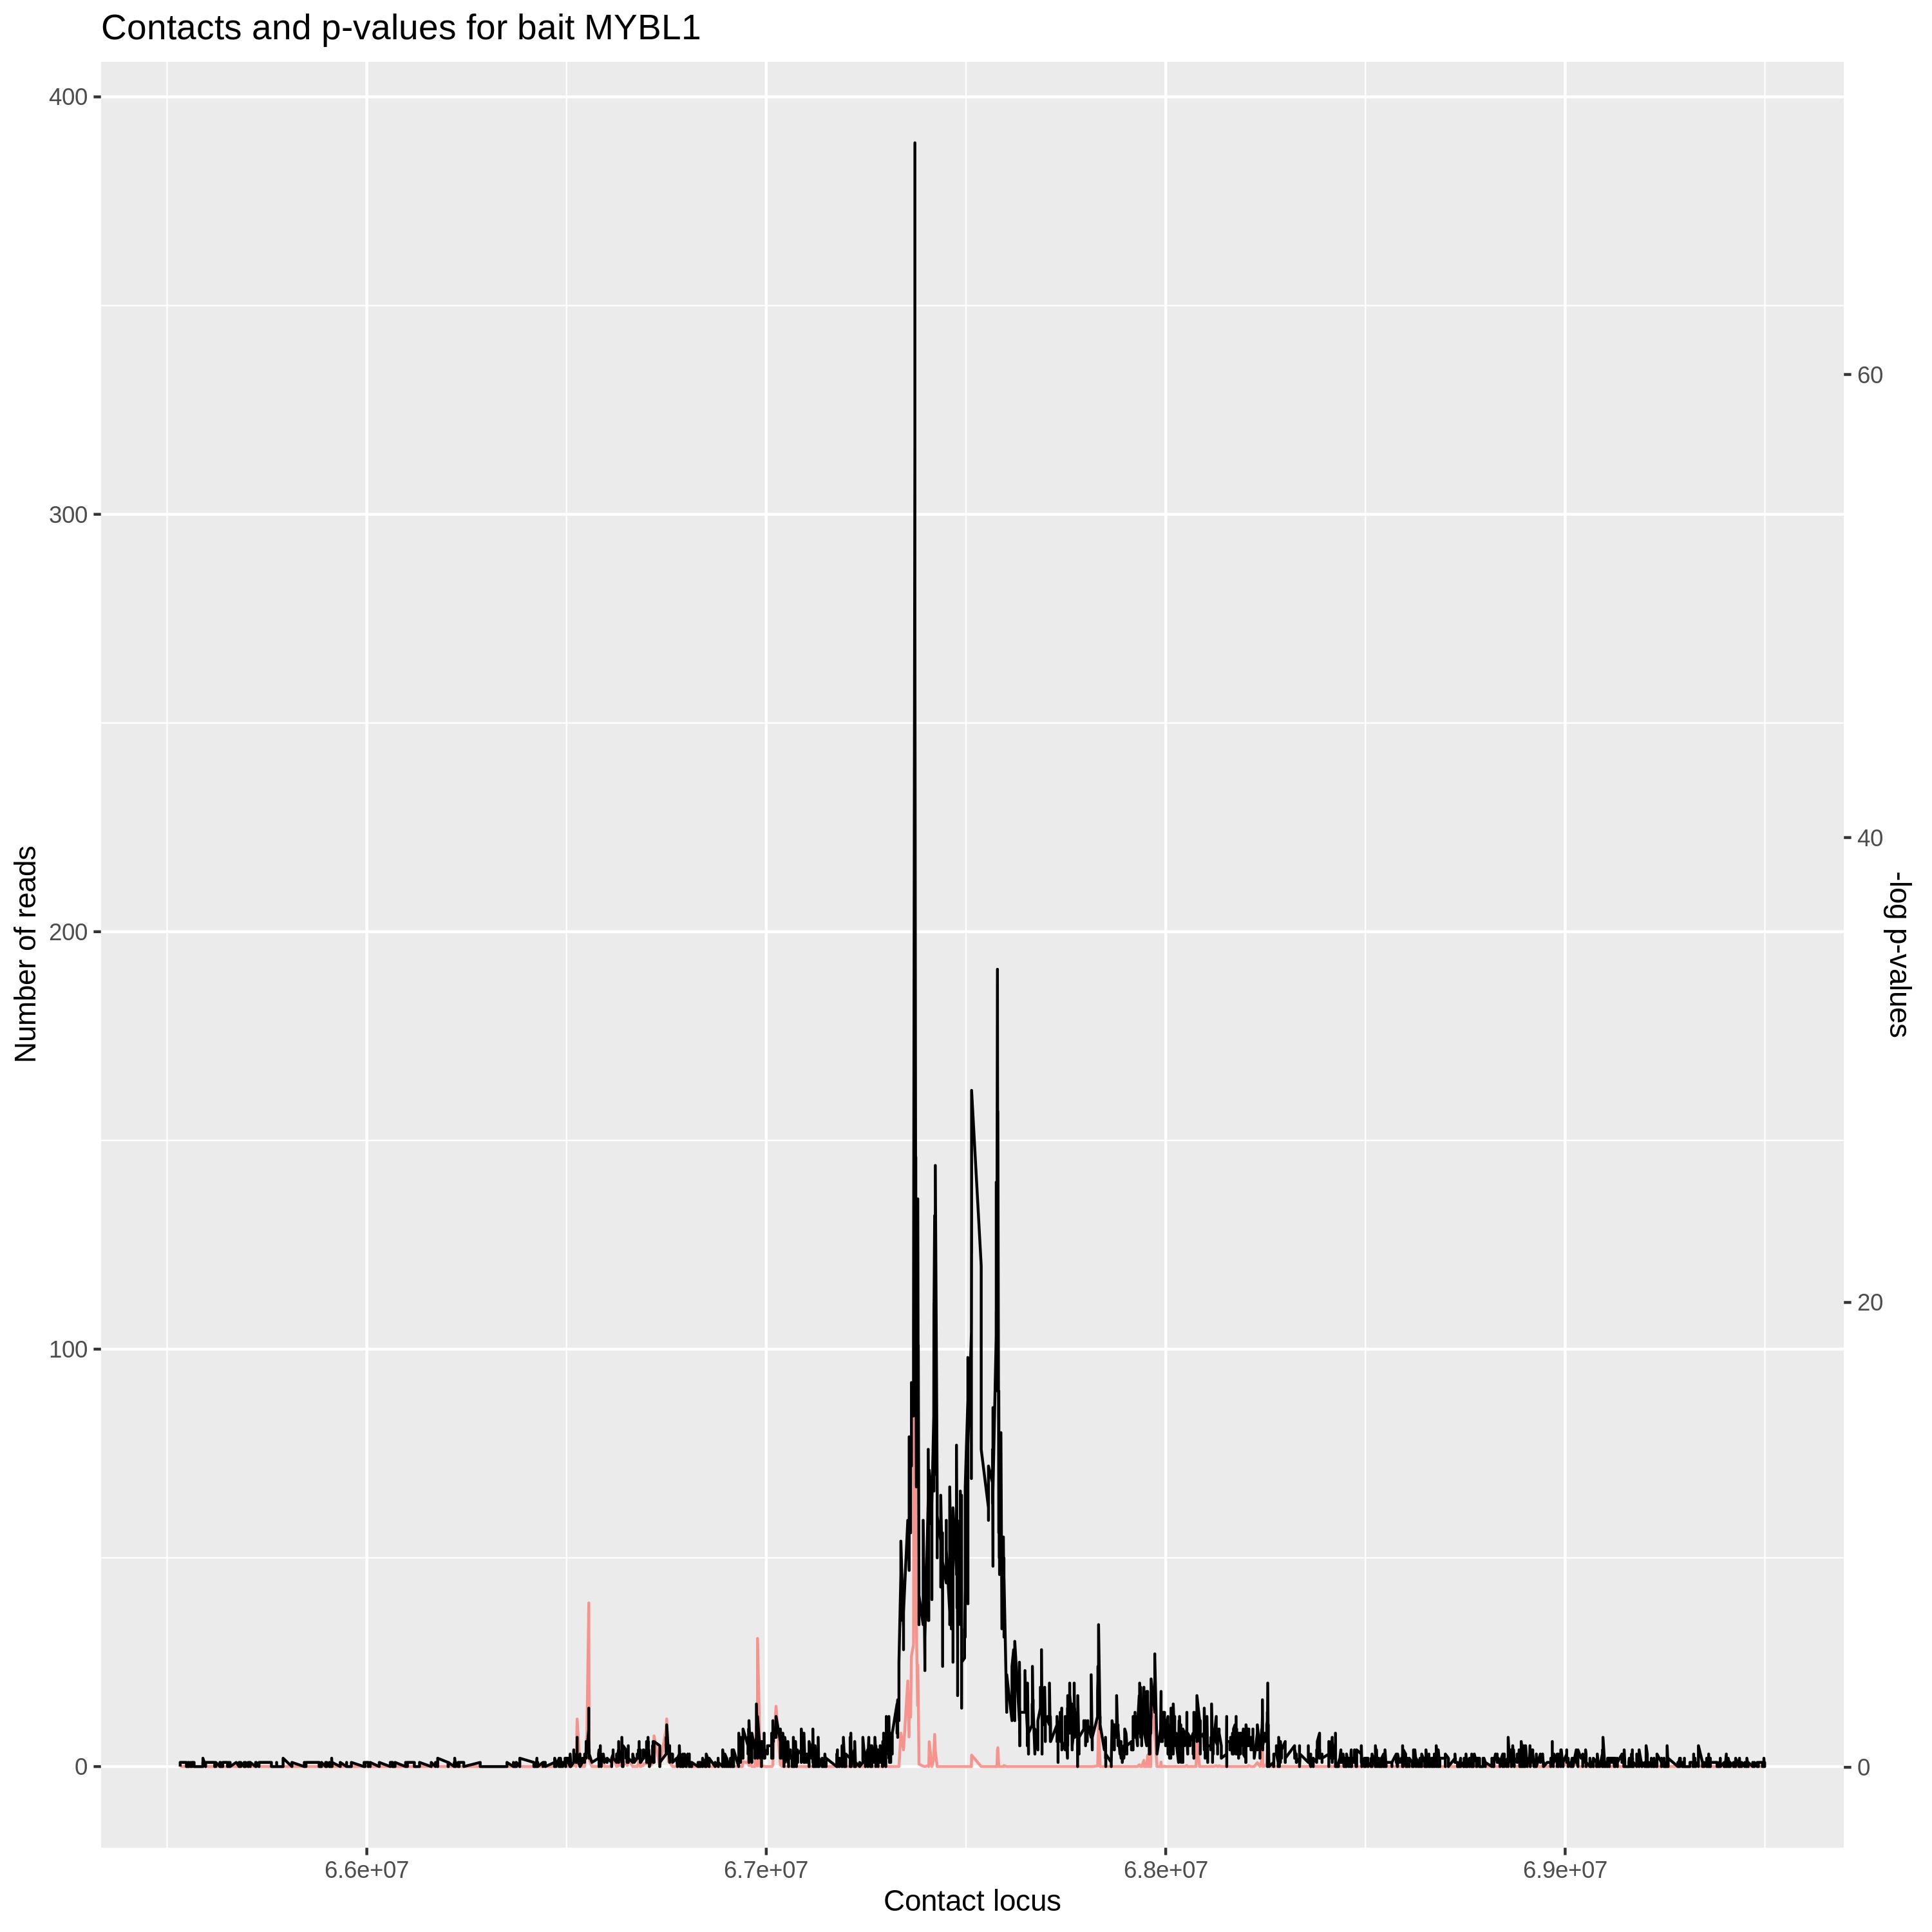 Contacts and p-values for bait MYBL1
400
300
200
100
0
Number of reads
60
40
20
0
-log p-values
6.6e+07
6.7e+07
6.8e+07
6.9e+07
Contact locus